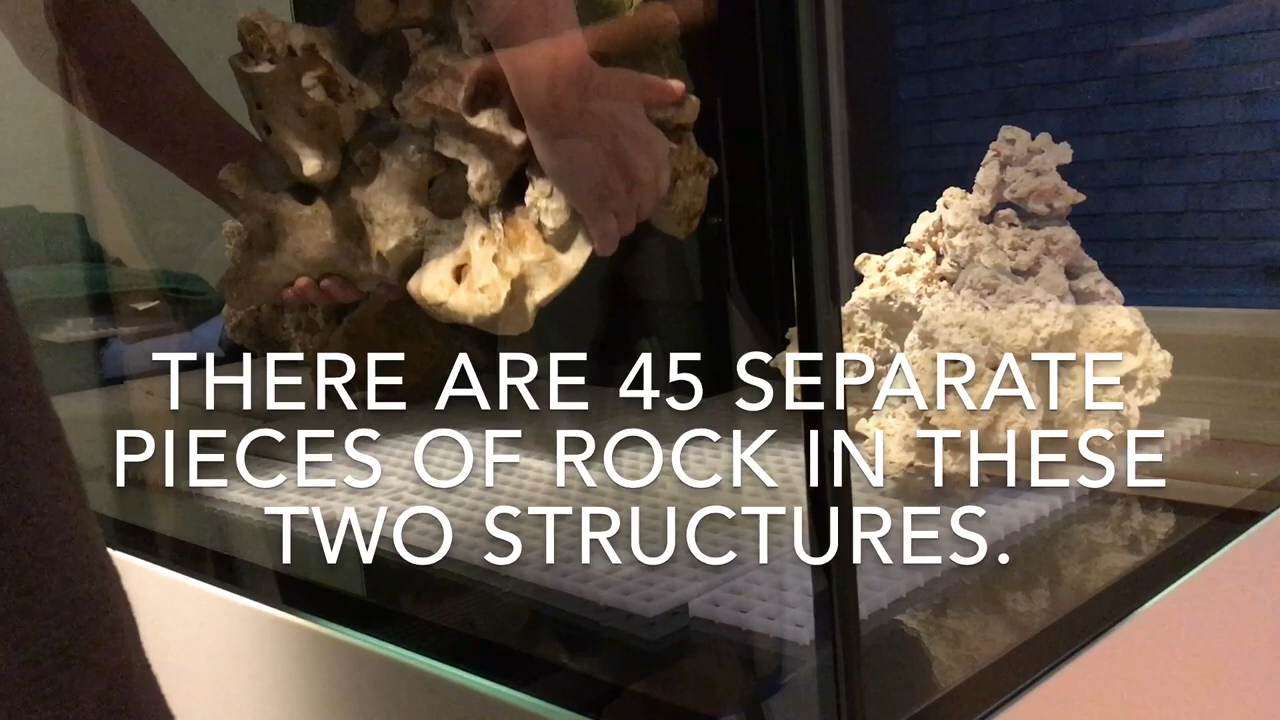 THERE ARE 45 SEPARATE
PIECES OF ROCK IN THESE
TWO STRUCTURES.